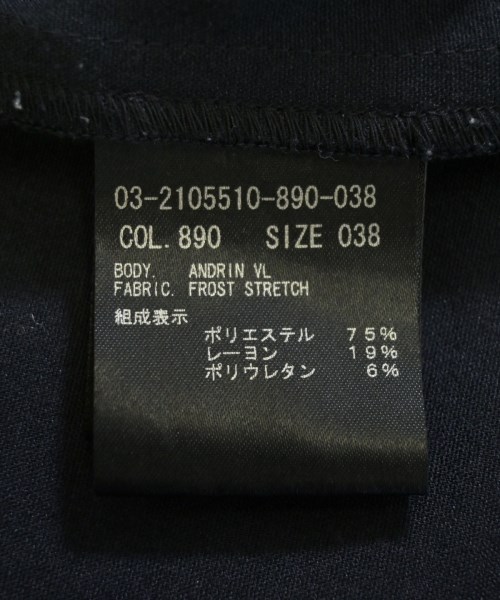 03-2105510-890-038
COL. 890 SIZE 038
BODY. ANDRIN VL
FABRIC. FROST STRETCH
組成表示
ポリエステル 75%
レーヨン 19%
ポリウレタン 6%